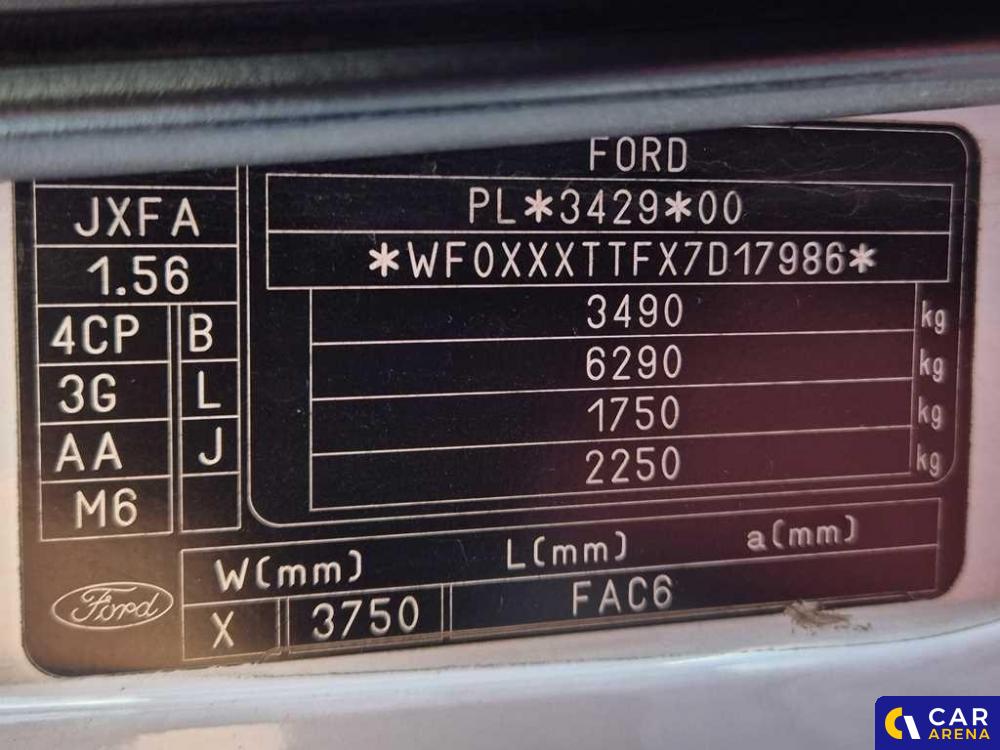 FORD
PL*3429*00
*WF0XXXTTFX7D17986*
3490 kg
6290 kg
1750 kg
2250 kg
JXFA
1.56
4CP B
3G L
AA J
M6
W(mm) L(mm) a(mm)
X 3750 FAC6
Ford
CAR
ARENA